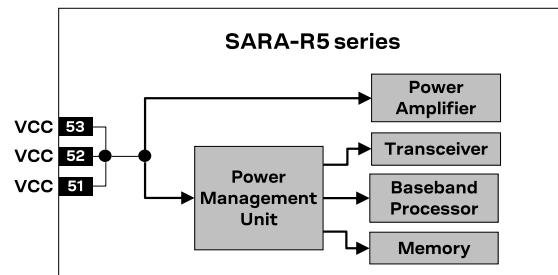 SARA-R5 series
Power
Amplifier
VCC 53
Transceiver
VCC 52
VCC 51
Power
Management
Unit
Baseband
Processor
Memory